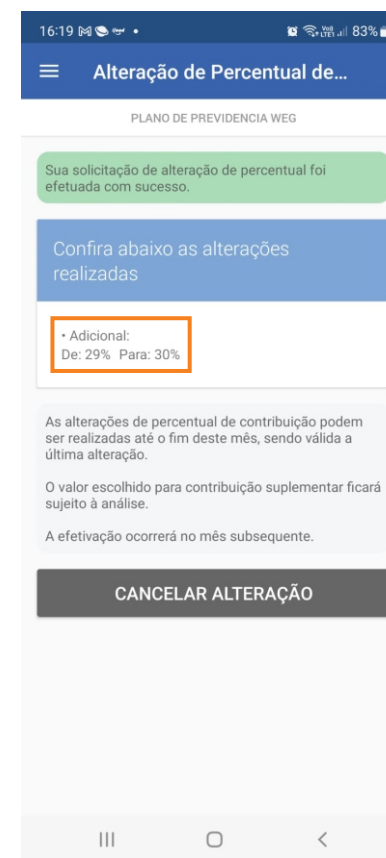 16:19
83%
Alteração de Percentual de...
PLANO DE PREVIDENCIA WEG
Sua solicitação de alteração de percentual foi
efetuada com sucesso.
Confira abaixo as alterações
realizadas
• Adicional:
De: 29% Para: 30%
As alterações de percentual de contribuição podem
ser realizadas até o fim deste mês, sendo válida a
última alteração.
O valor escolhido para contribuição suplementar ficará
sujeito à análise.
A efetivação ocorrerá no mês subsequente.
CANCELAR ALTERAÇÃO